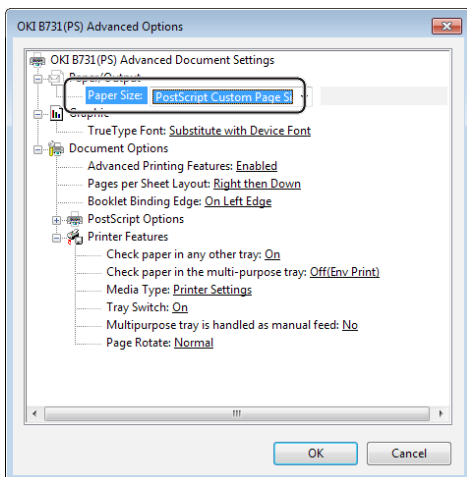 OKI B731(PS) Advanced Options
OKI B731(PS) Advanced Document Settings
Paper/Output
Paper Size: PostScript Custom Page Si
Graphic
TrueType Font: Substitute with Device Font
Document Options
Advanced Printing Features: Enabled
Pages per Sheet Layout: Right then Down
Booklet Binding Edge: On Left Edge
PostScript Options
Printer Features
Check paper in any other tray: On
Check paper in the multi-purpose tray: Off(Env Print)
Media Type: Printer Settings
Tray Switch: On
Multipurpose tray is handled as manual feed: No
Page Rotate: Normal
OK Cancel